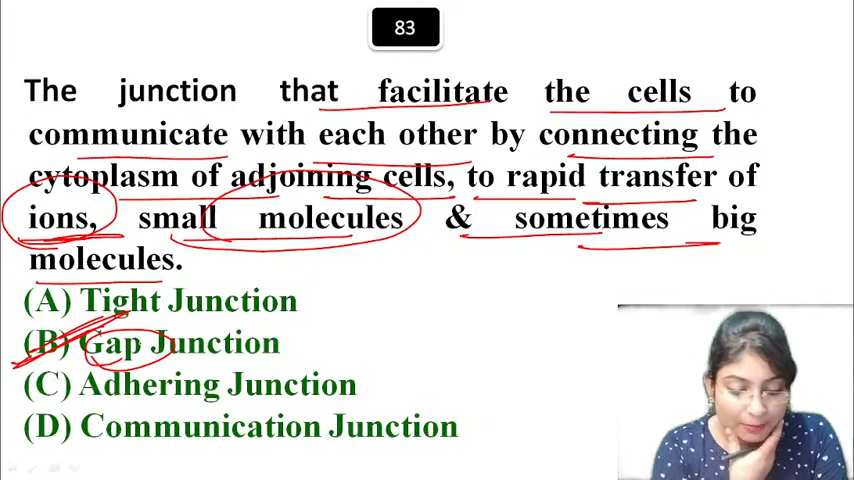 83
The junction that facilitate the cells to
communicate with each other by connecting the
cytoplasm of adjoining cells, to rapid transfer of
ions, small molecules & sometimes big
molecules.
(A) Tight Junction
(B) Gap Junction
(C) Adhering Junction
(D) Communication Junction